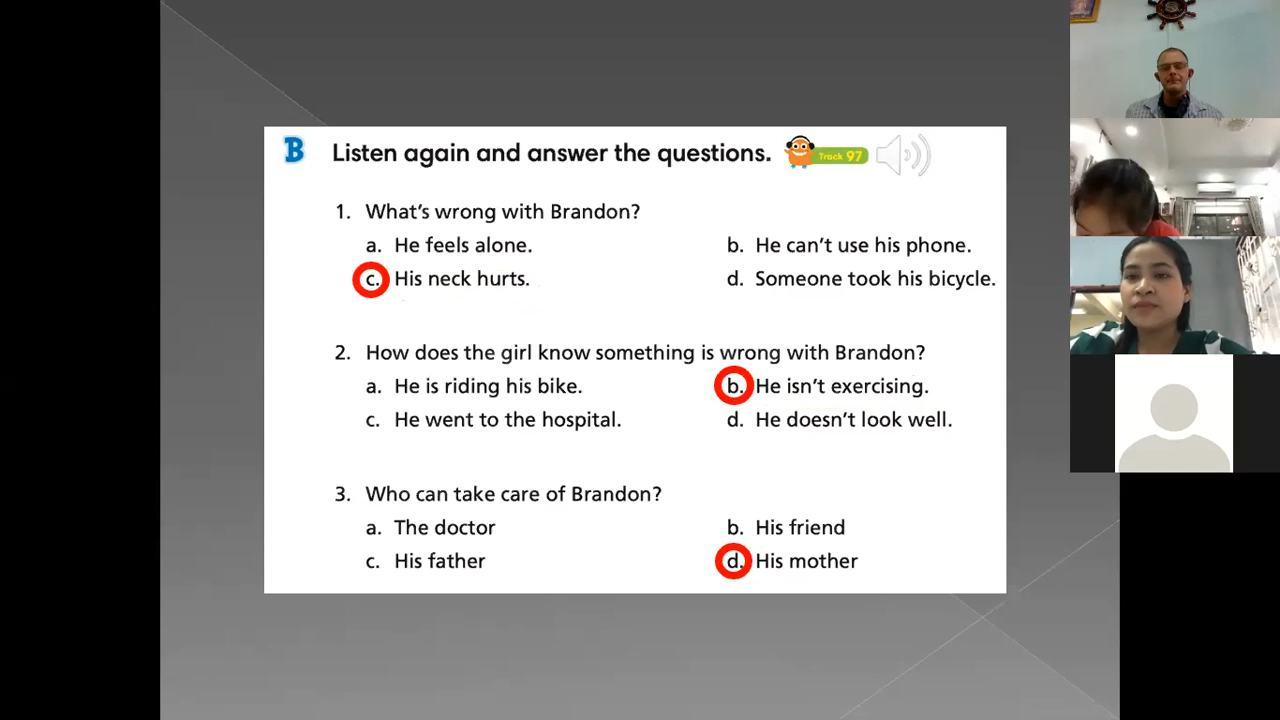 B Listen again and answer the questions. Track 97
1. What's wrong with Brandon?
a. He feels alone. b. He can't use his phone.
c. His neck hurts. d. Someone took his bicycle.
2. How does the girl know something is wrong with Brandon?
a. He is riding his bike. b. He isn't exercising.
c. He went to the hospital. d. He doesn't look well.
3. Who can take care of Brandon?
a. The doctor b. His friend
c. His father d. His mother